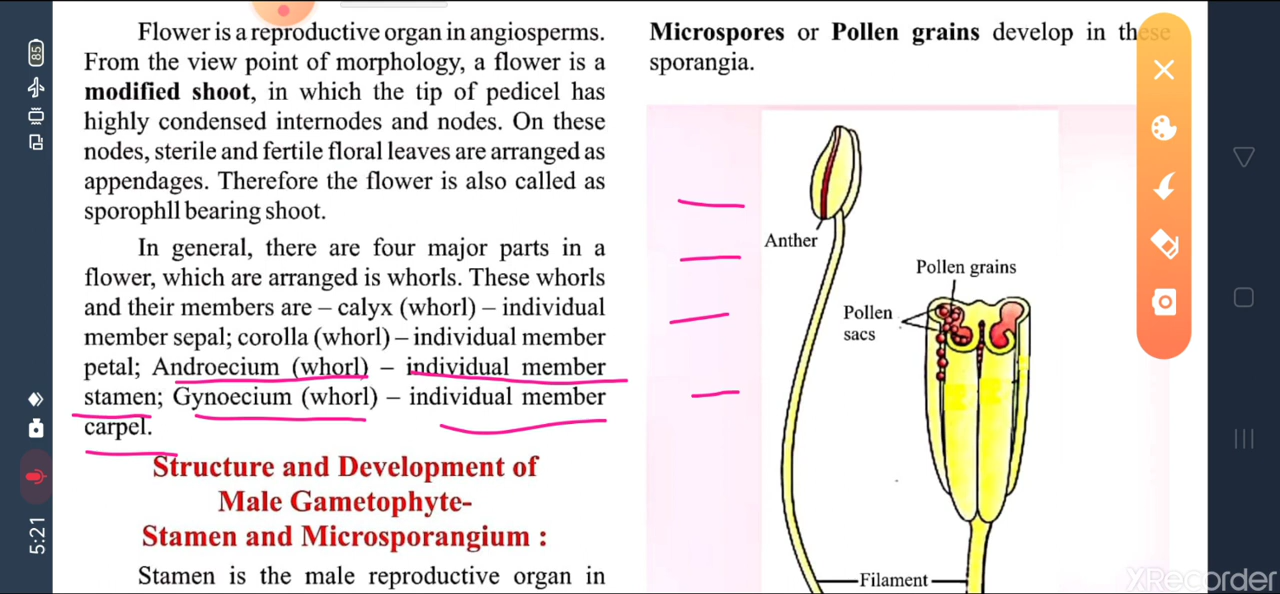 85
5:21
Flower is a reproductive organ in angiosperms.
From the view point of morphology, a flower is a
modified shoot, in which the tip of pedicel has
highly condensed internodes and nodes. On these
nodes, sterile and fertile floral leaves are arranged as
appendages. Therefore the flower is also called as
sporophll bearing shoot.
In general, there are four major parts in a
flower, which are arranged is whorls. These whorls
and their members are – calyx (whorl) – individual
member sepal; corolla (whorl) – individual member
petal; Androecium (whorl) – individual member
stamen; Gynoecium (whorl) – individual member
carpel.
Structure and Development of
Male Gametophyte-
Stamen and Microsporangium :
Stamen is the male reproductive organ in
Microspores or Pollen grains develop in these
sporangia.
Anther
Pollen grains
Pollen
sacs
Filament
XRecorder